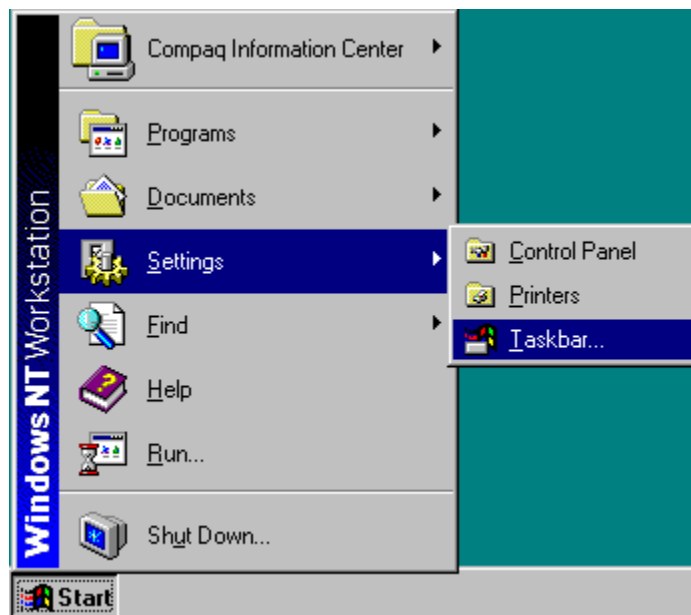 Compaq Information Center
Programs
Documents
Settings
Find
Help
Run...
Shut Down...
Control Panel
Printers
Taskbar...
Windows NT Workstation
Start